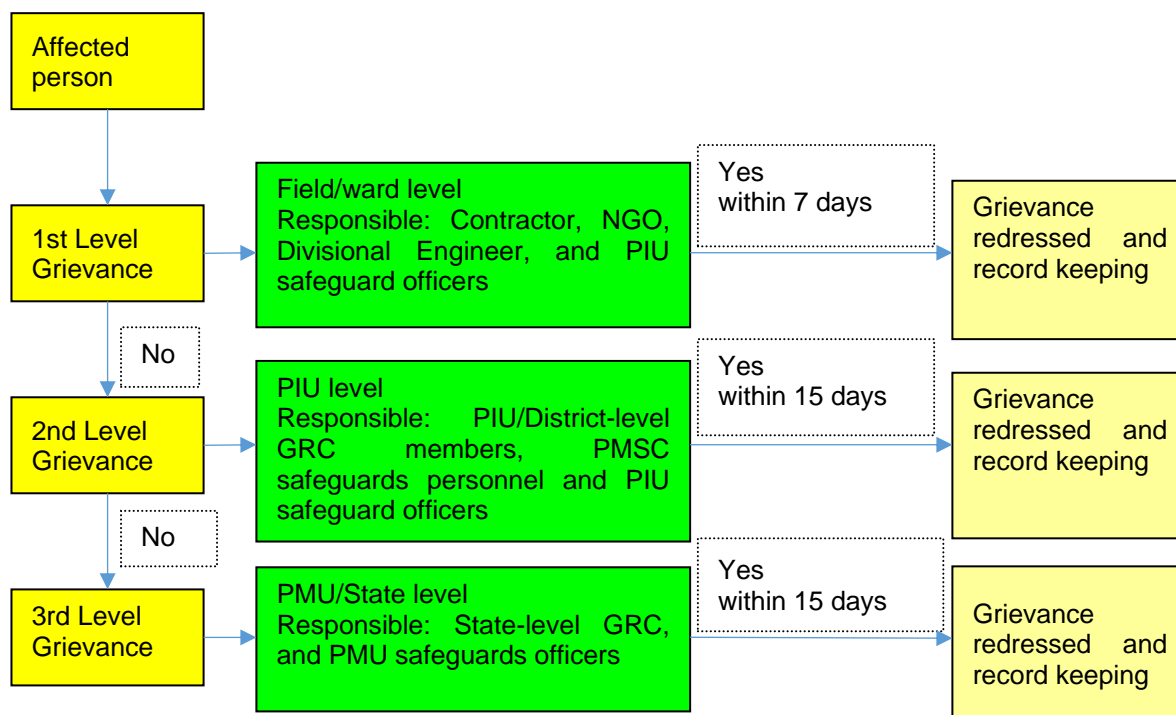 Affected
person
1st Level
Grievance
Field/ward level
Responsible: Contractor, NGO,
Divisional Engineer, and PIU
safeguard officers
Yes
within 7 days
Grievance
redressed and
record keeping
No
2nd Level
Grievance
PIU level
Responsible: PIU/District-level
GRC members, PMSC
safeguards personnel and PIU
safeguard officers
Yes
within 15 days
Grievance
redressed and
record keeping
No
3rd Level
Grievance
PMU/State level
Responsible: State-level GRC,
and PMU safeguards officers
Yes
within 15 days
Grievance
redressed and
record keeping